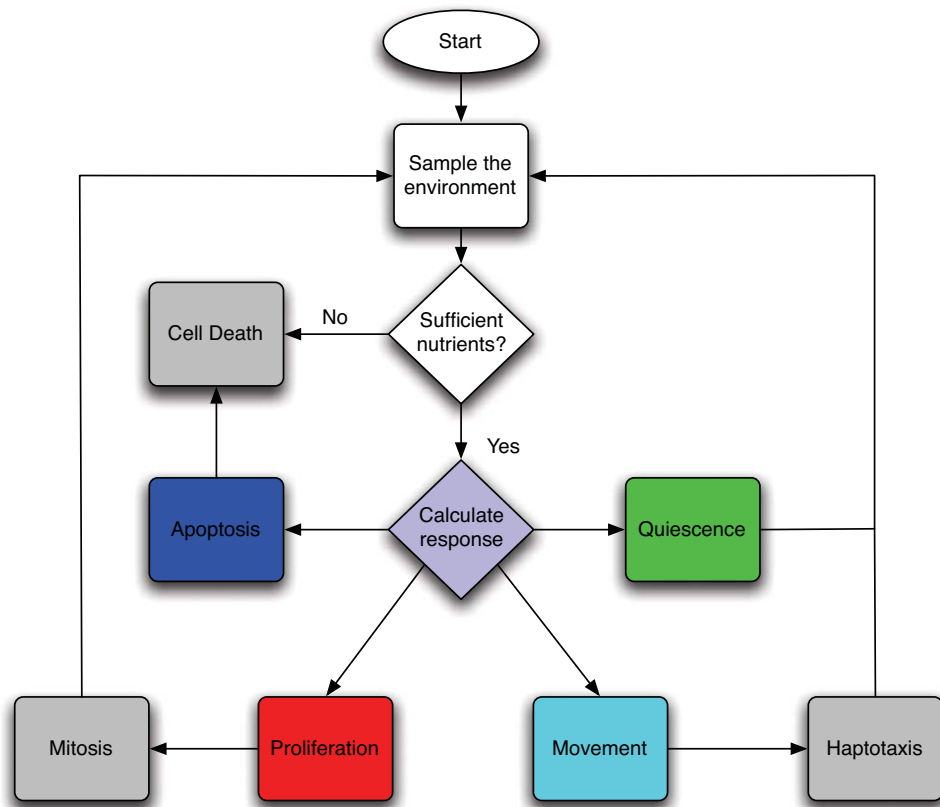 Start
Sample the
environment
Sufficient
nutrients?
No
Cell Death
Yes
Calculate
response
Apoptosis
Quiescence
Mitosis
Proliferation
Movement
Haptotaxis